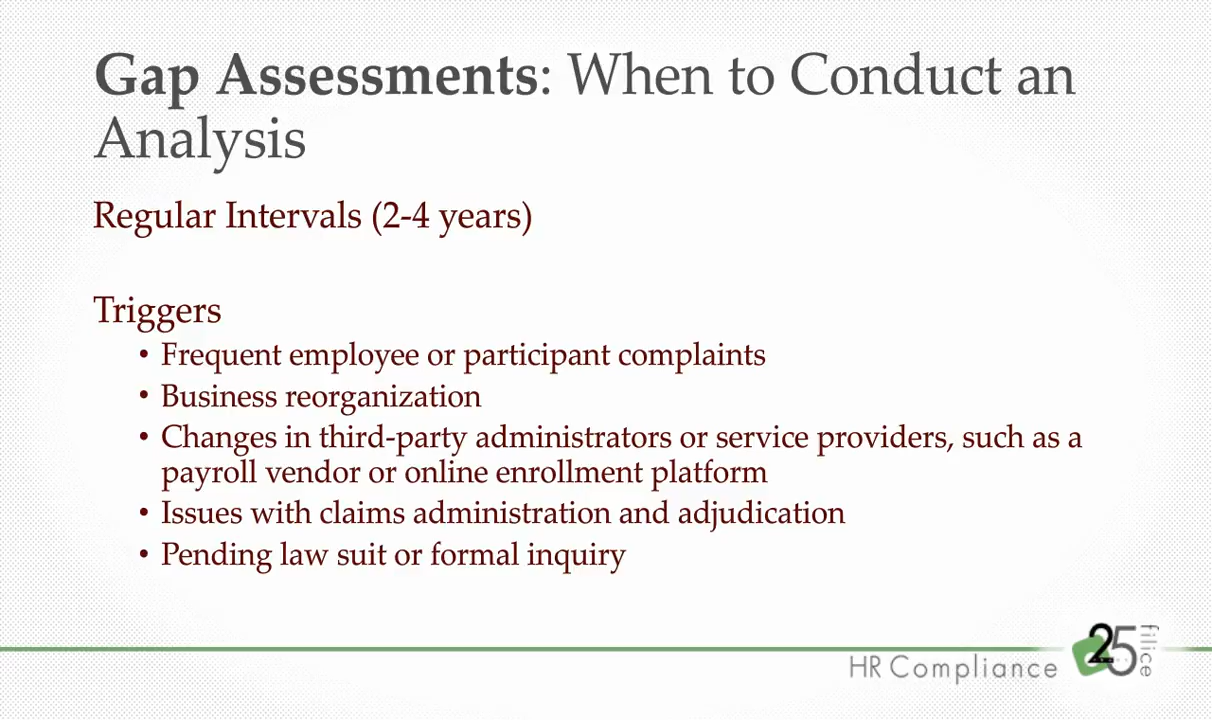 Gap Assessments: When to Conduct an
Analysis
Regular Intervals (2-4 years)
Triggers
• Frequent employee or participant complaints
• Business reorganization
• Changes in third-party administrators or service providers, such as a
payroll vendor or online enrollment platform
• Issues with claims administration and adjudication
• Pending law suit or formal inquiry
HR Compliance
25
filice